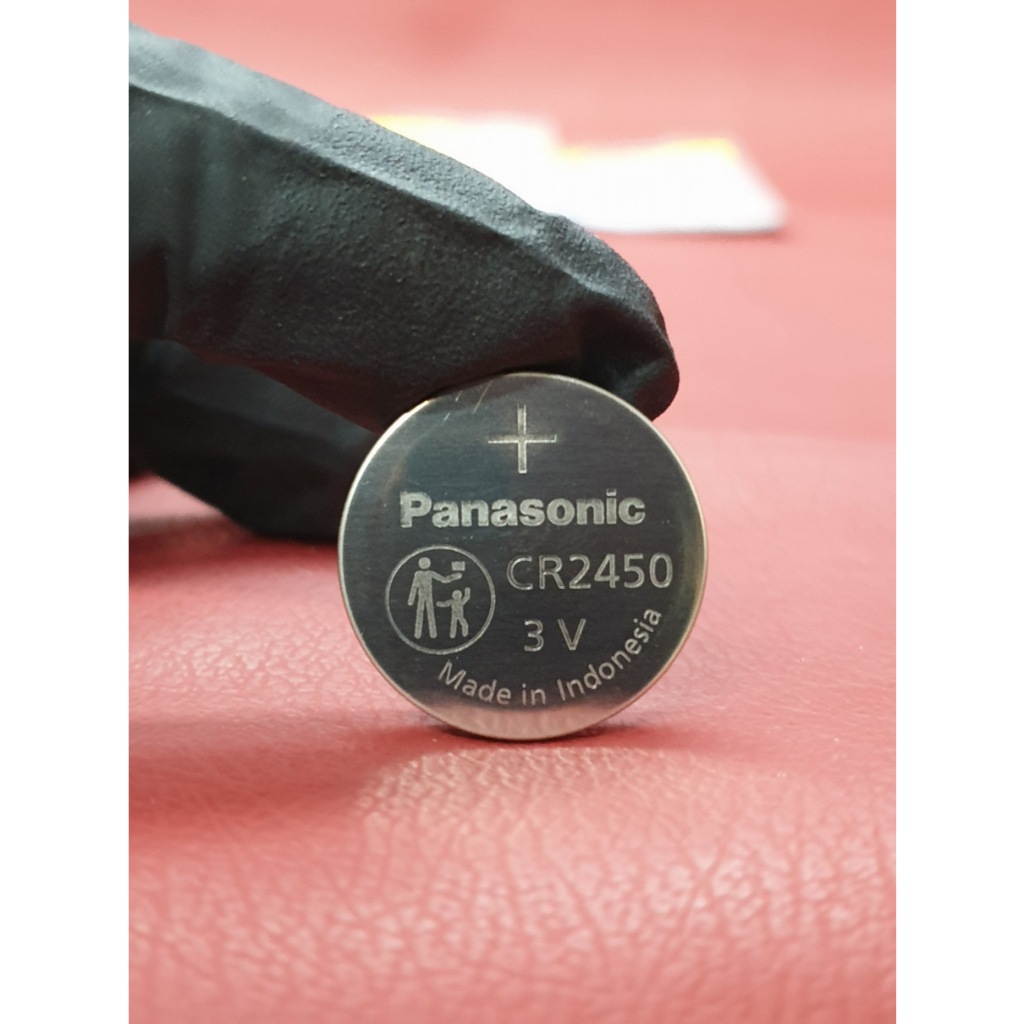 +
Panasonic
CR2450
3 V
Made in Indonesia